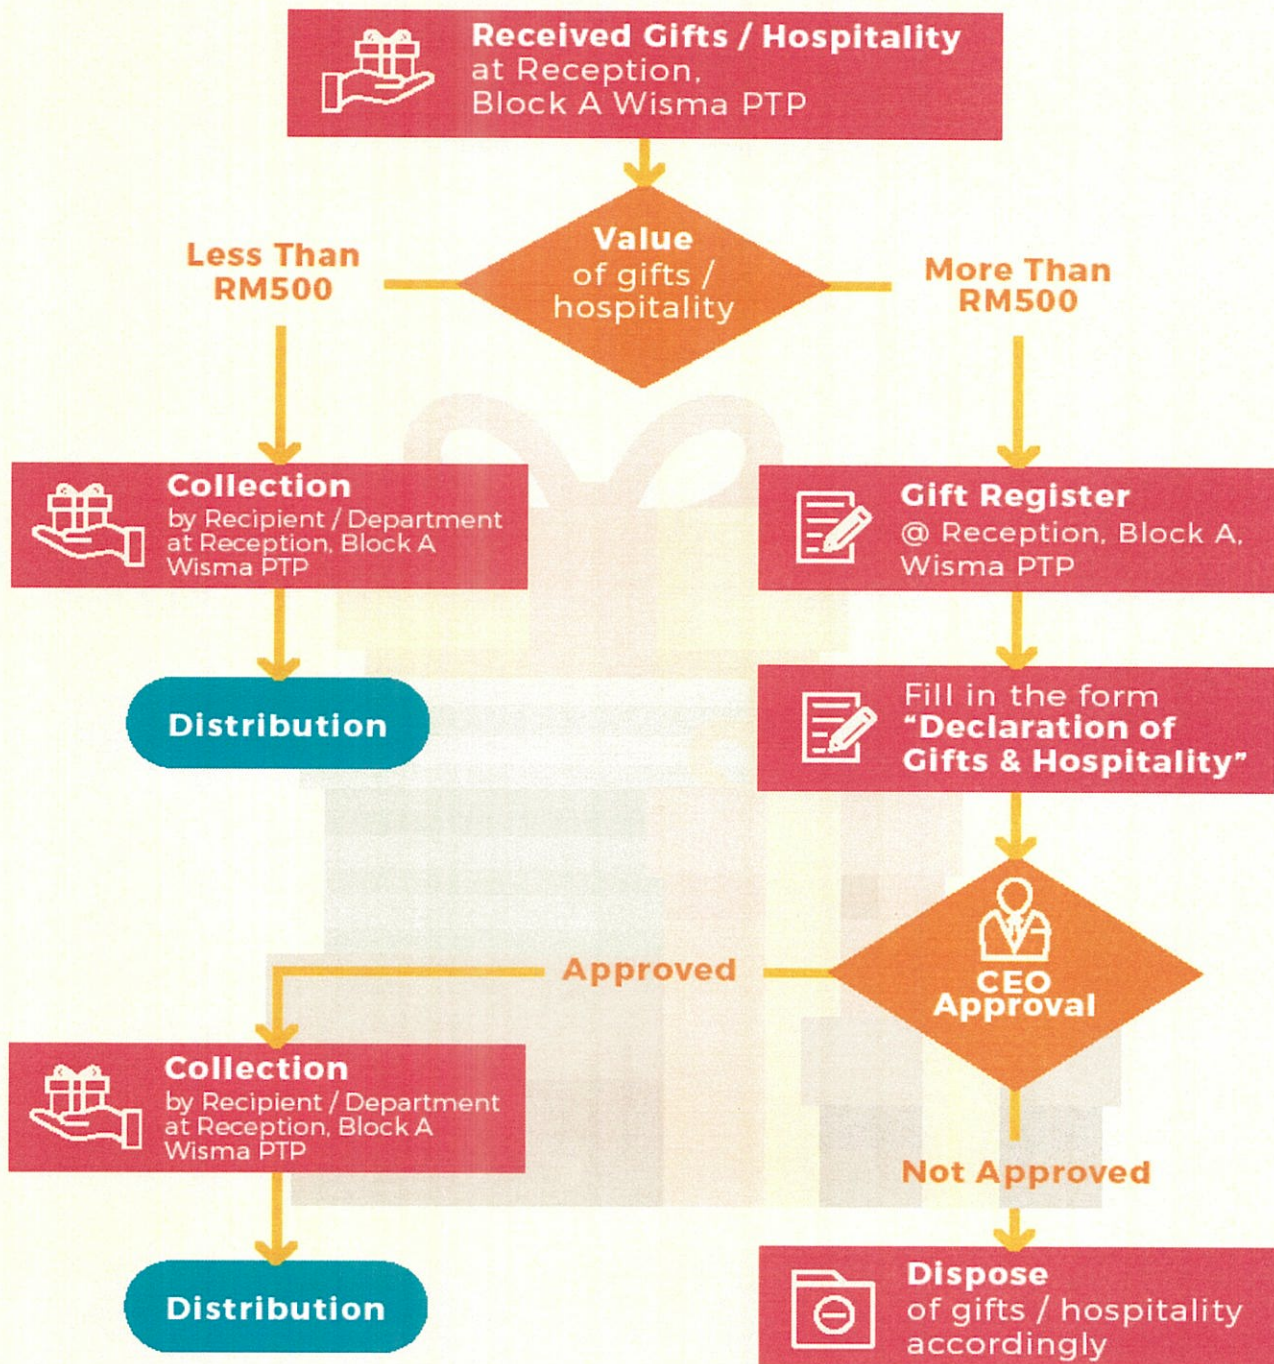 Received Gifts / Hospitality
at Reception,
Block A Wisma PTP
Value
of gifts /
hospitality
Less Than
RM500
More Than
RM500
Collection
by Recipient / Department
at Reception, Block A
Wisma PTP
Gift Register
@ Reception, Block A,
Wisma PTP
Distribution
Fill in the form
“Declaration of
Gifts & Hospitality”
CEO
Approval
Approved
Collection
by Recipient / Department
at Reception, Block A
Wisma PTP
Not Approved
Distribution
Dispose
of gifts / hospitality
accordingly